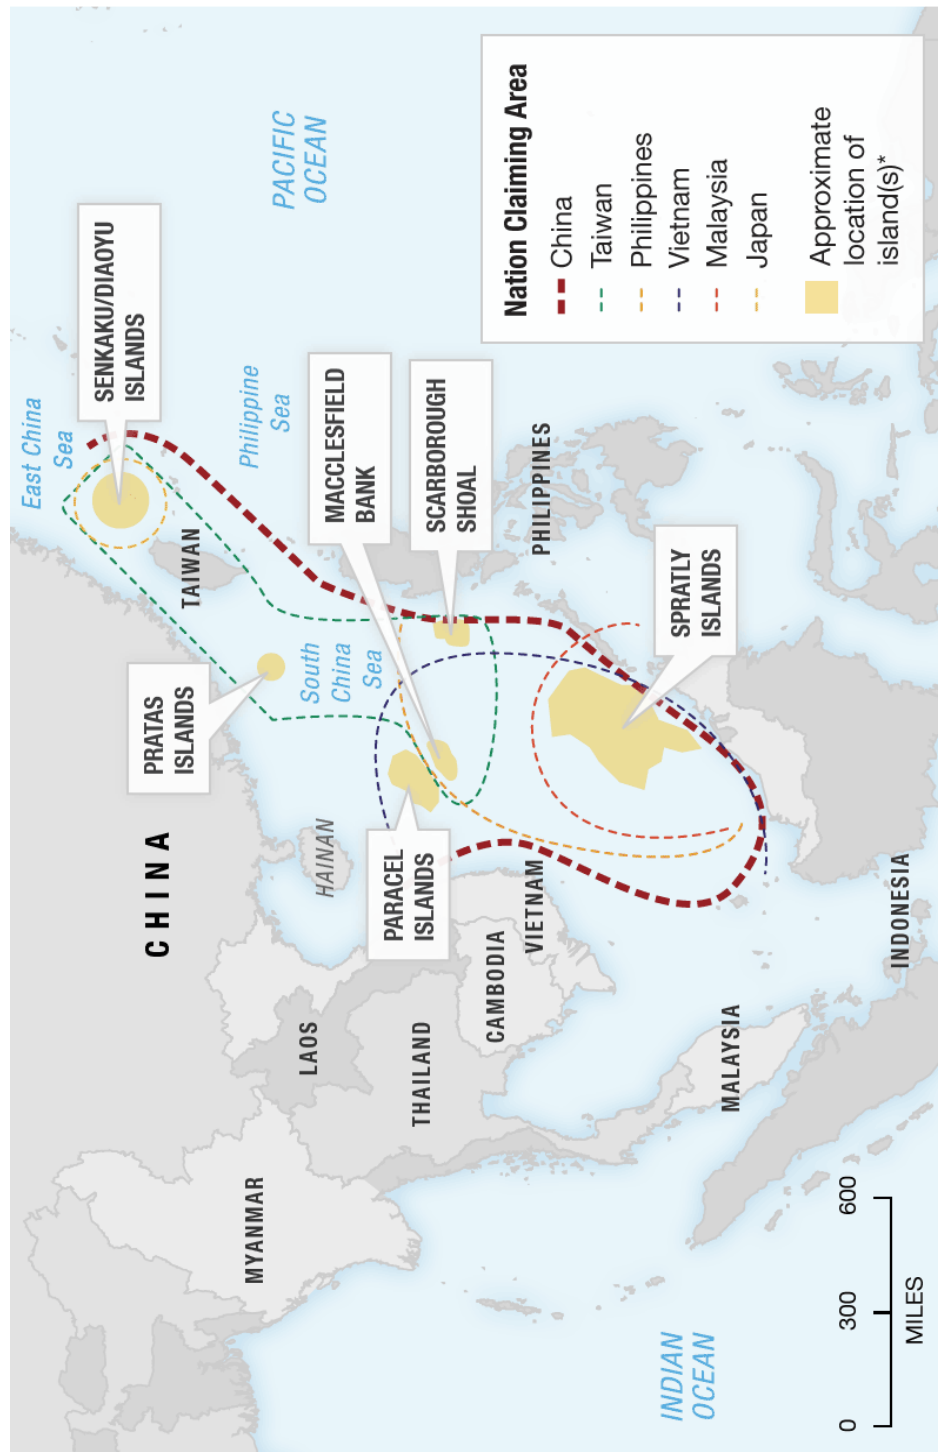 East China
Sea
SENKAKU/DIAOYU
ISLANDS
PACIFIC
OCEAN
Philippine
Sea
TAIWAN
PRATAS
ISLANDS
CHINA
South
China
Sea
MACCLESFIELD
BANK
SCARBOROUGH
SHOAL
PHILIPPINES
HAINAN
PARACEL
ISLANDS
SPRATLY
ISLANDS
MYANMAR
LAOS
THAILAND
CAMBODIA
VIETNAM
MALAYSIA
INDONESIA
INDIAN
OCEAN
0 300 600
MILES
Nation Claiming Area
China
Taiwan
Philippines
Vietnam
Malaysia
Japan
Approximate
location of
island(s)*